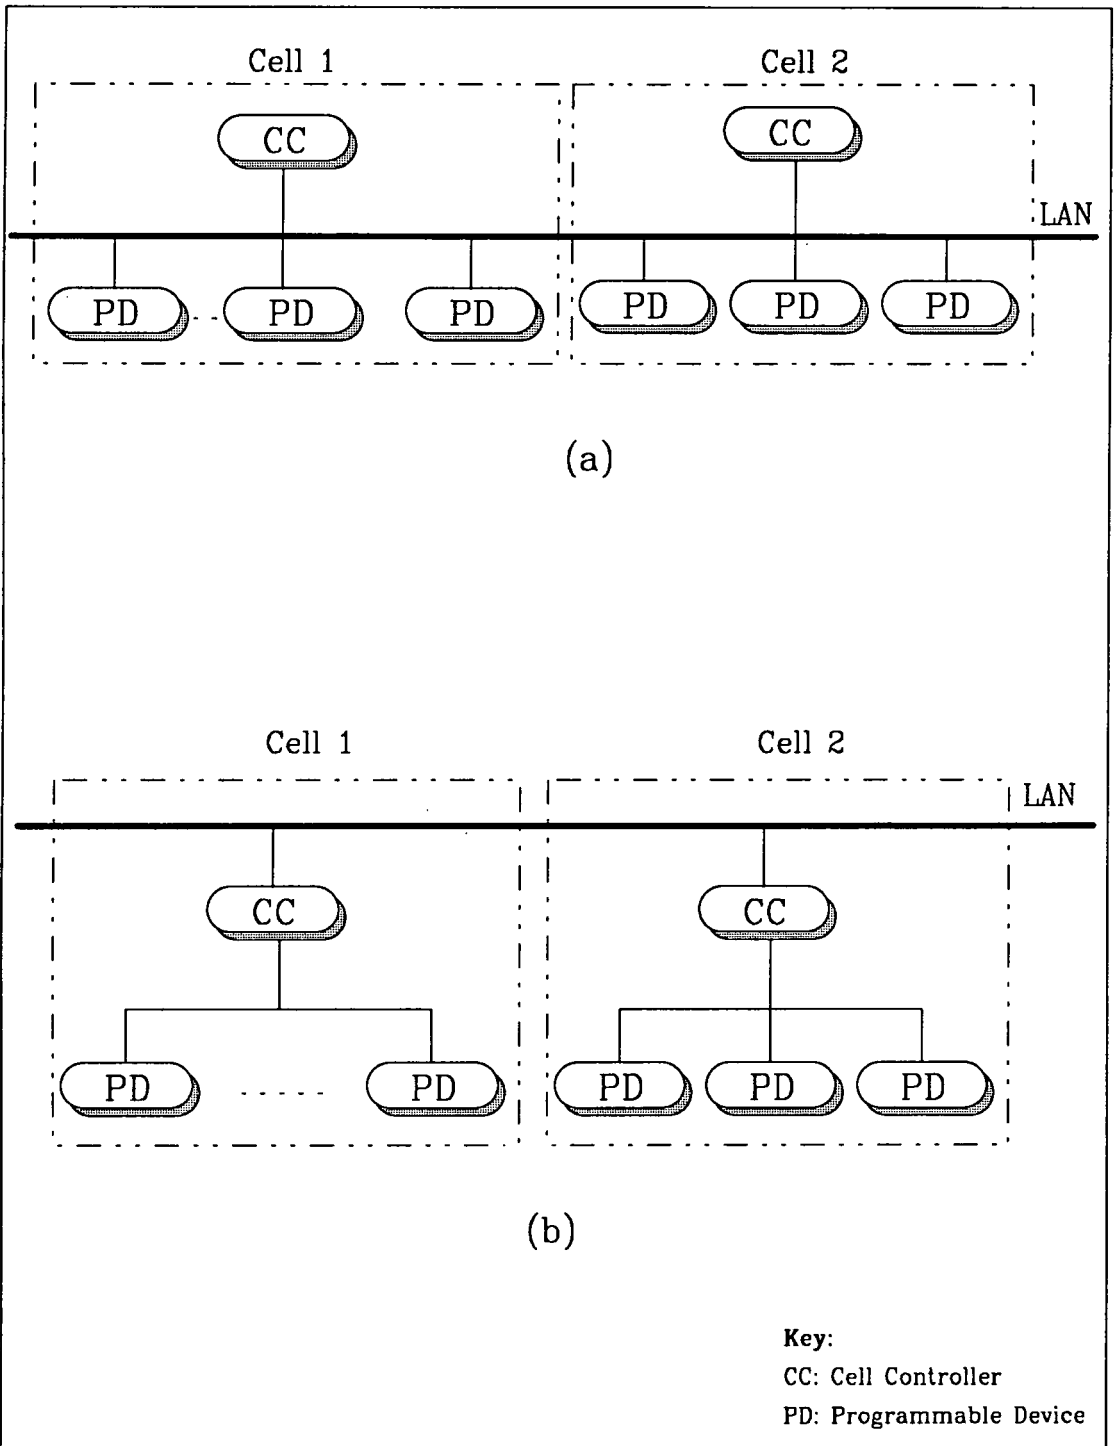 Cell 1 Cell 2
CC CC
LAN
PD PD PD PD PD PD
(a)
Cell 1 Cell 2
LAN
CC CC
PD PD PD PD PD
(b)
Key:
CC: Cell Controller
PD: Programmable Device